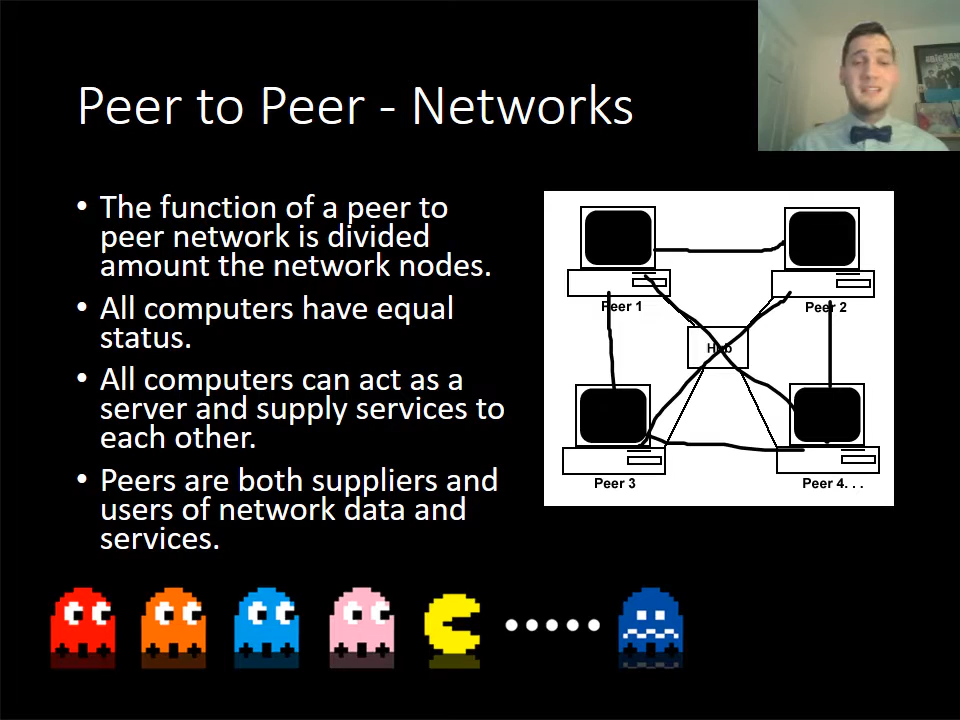 Peer to Peer - Networks
• The function of a peer to
peer network is divided
amount the network nodes.
• All computers have equal
status.
• All computers can act as a
server and supply services to
each other.
• Peers are both suppliers and
users of network data and
services.
Peer 1
Peer 2
Hub
Peer 3
Peer 4. . .